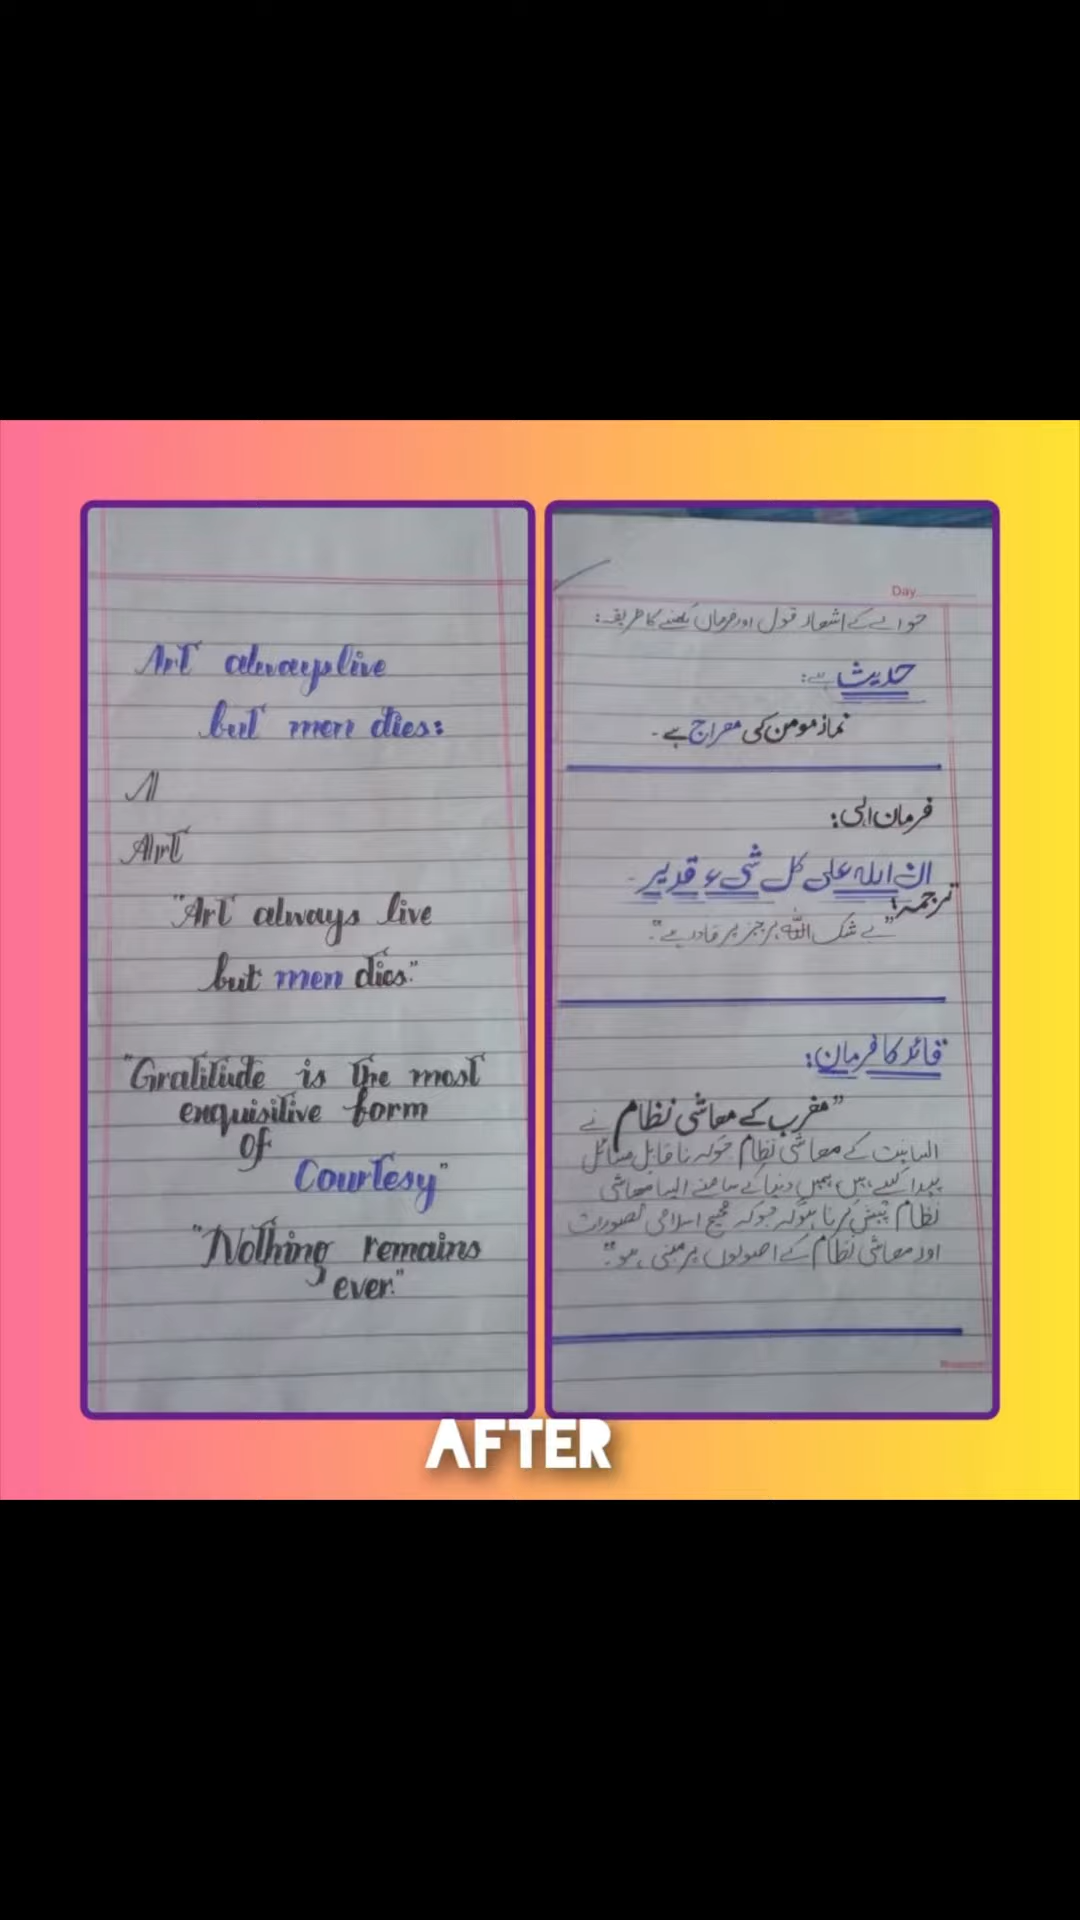 Art always live
but men dies:
A
Art
"Art always live
but men dies."
"Gratitude is the most
enquisitive form
of
Courtesy"
"Nothing remains
ever."
Day
حوالے کے اشعار قول اور فرمان لکھنے کا طریقہ:
حدیث ہے:
نماز مومن کی معراج ہے۔
فرمان الہی:
ان اللہ علی کل شیء قدیر۔
ترجمہ:
"بے شک اللہ ہر چیز پر قادر ہے"۔
قائد کا فرمان:
"مغرب کے معاشی نظام نے
انسانیت کے معاشی نظام جوکہ ناقابل مسائل
پیدا کیے ہیں، ہمیں دنیا کے سامنے ایسا معاشی
نظام پیش کرنا ہوگا جوکہ صحیح اسلامی تصورات
اور معاشی نظام کے اصولوں پر مبنی ہو۔"
AFTER